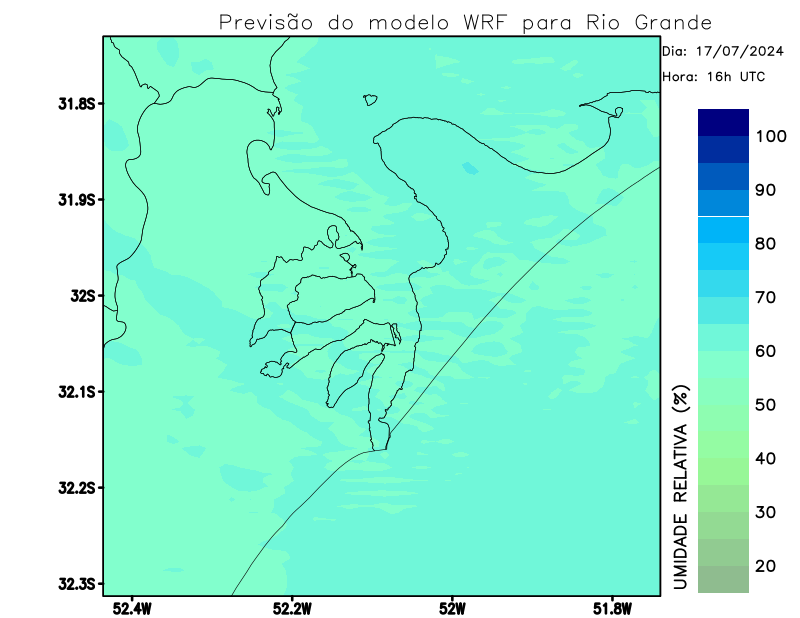 Previsão do modelo WRF para Rio Grande
Dia: 17/07/2024
Hora: 16h UTC
31.8S
31.9S
32S
32.1S
32.2S
32.3S
52.4W
52.2W
52W
51.8W
100
90
80
70
60
50
40
30
20
UMIDADE RELATIVA (%)